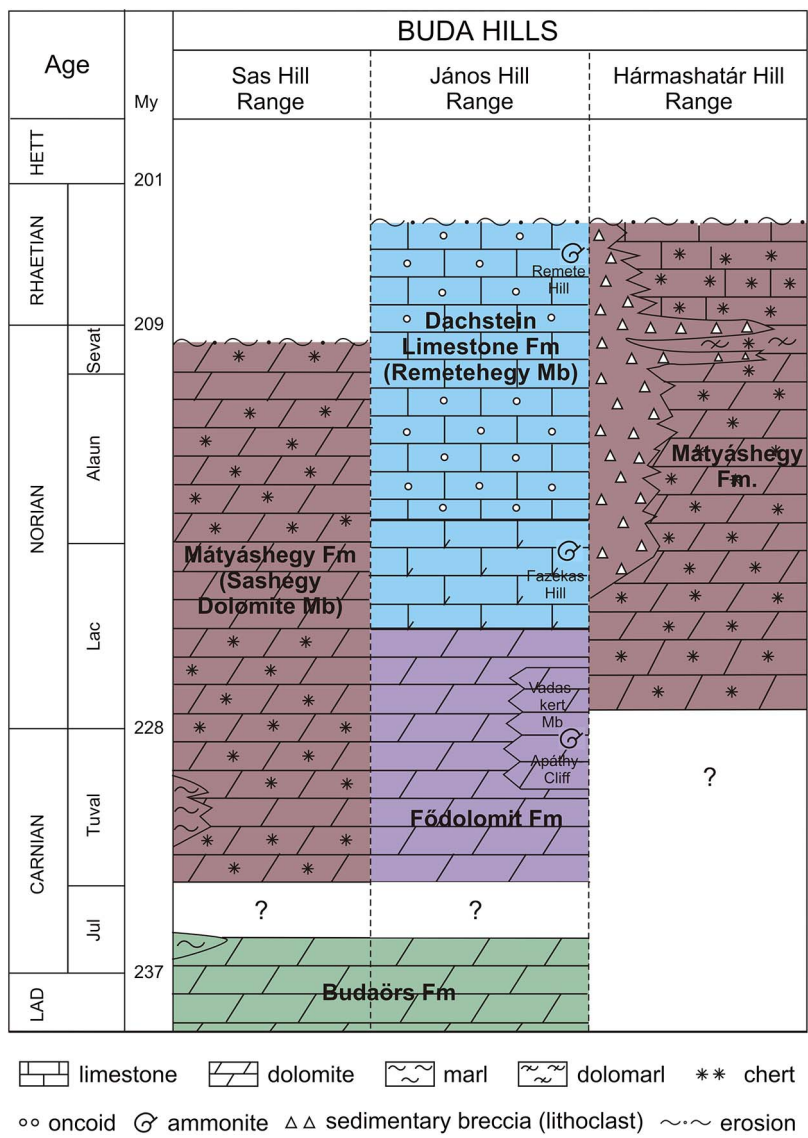 BUDA HILLS
Age
My
Sas Hill
Range
János Hill
Range
Hármashatár Hill
Range
HETT
201
RHAETIAN
209
Remete
Hill
Dachstein
Limestone Fm
(Remetehegy Mb)
NORIAN
Sevat
Alaun
Mátyáshegy
Fm.
Mátyáshegy Fm
(Sashegy
Dolomite Mb)
Fazekas
Hill
Lac
228
Vadas
kert
Mb
Apáthy
Cliff
?
CARNIAN
Tuval
Fődolomit Fm
Jul
?
?
237
LAD
Budaörs Fm
limestone
dolomite
marl
dolomarl
chert
oncoid
ammonite
sedimentary breccia (lithoclast)
erosion